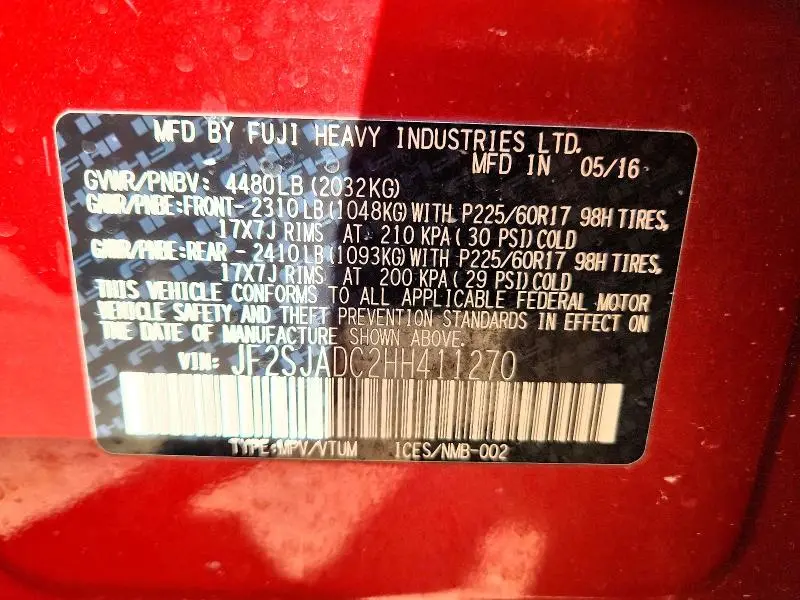 MFD BY FUJI HEAVY INDUSTRIES LTD.
MFD IN 05/16
GVWR/PNBV: 4480LB(2032KG)
GAWR/PNBE:FRONT-2310LB(1048KG)WITH P225/60R17 98H TIRES,
17X7J RIMS AT 210 KPA(30 PSI)COLD
GAWR/PNBE:REAR -2410LB(1093KG)WITH P225/60R17 98H TIRES,
17X7J RIMS AT 200 KPA(29 PSI)COLD
THIS VEHICLE CONFORMS TO ALL APPLICABLE FEDERAL MOTOR
VEHICLE SAFETY AND THEFT PREVENTION STANDARDS IN EFFECT ON
THE DATE OF MANUFACTURE SHOWN ABOVE.
VIN: JF2SJADC2HH411270
TYPE:MPV/VTUM ICES/NMB-002